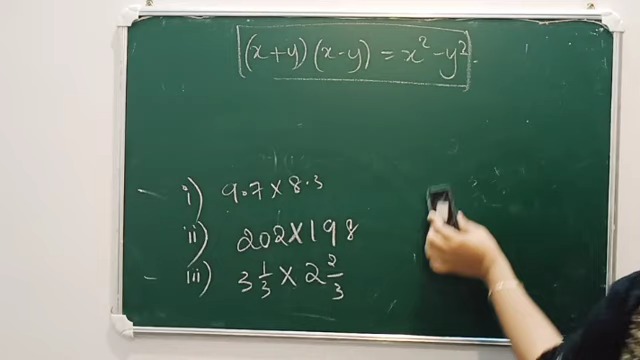 (x+y)(x-y) = x² - y²
i) 9.7 × 8.3
ii) 202 × 198
iii) 3 1/3 × 2 2/3